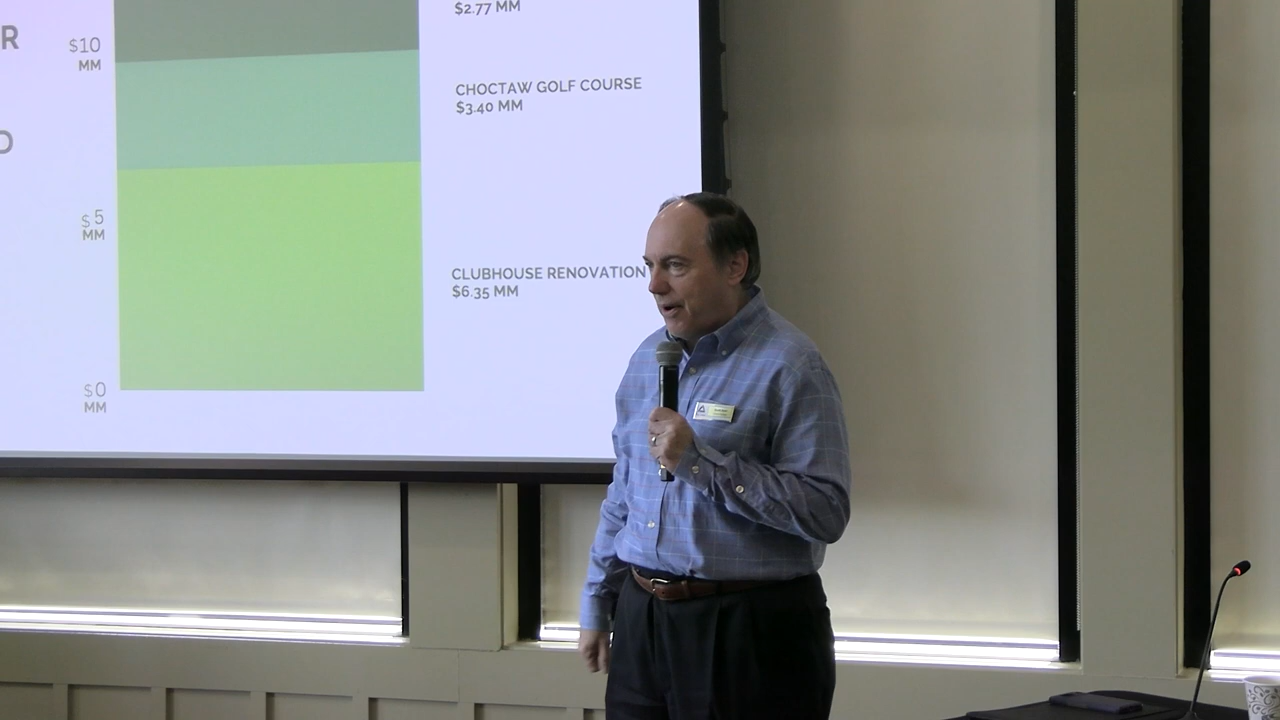 R
D
$10
MM
$5
MM
$0
MM
$2.77 MM
CHOCTAW GOLF COURSE
$3.40 MM
CLUBHOUSE RENOVATION
$6.35 MM